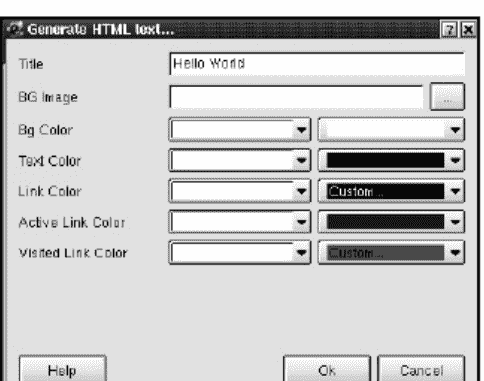 Generate HTML text...
Title Hello World
BG Image ...
Bg Color
Text Color
Link Color Custom...
Active Link Color
Visited Link Color Custom...
Help Ok Cancel